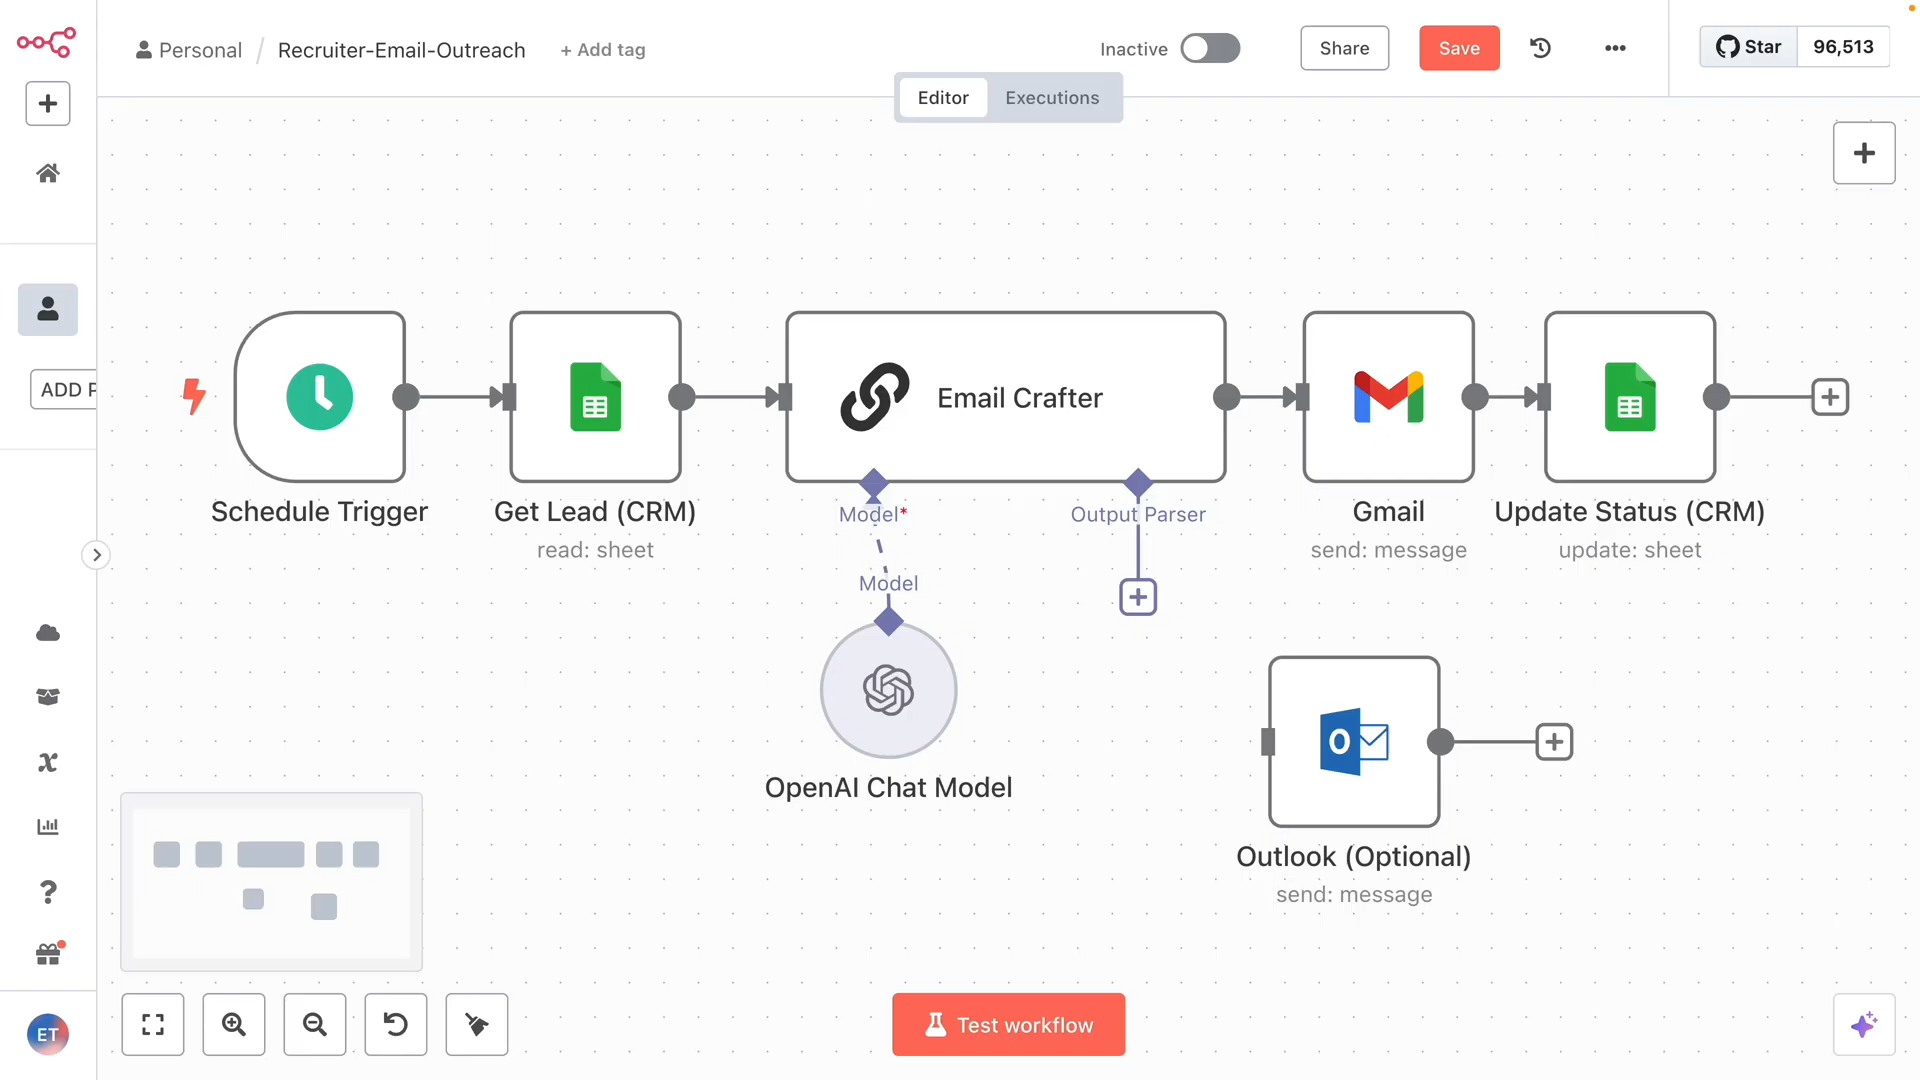 Personal / Recruiter-Email-Outreach + Add tag
Inactive
Share
Save
Star
96,513
Editor
Executions
ADD P
Email Crafter
Schedule Trigger
Get Lead (CRM)
read: sheet
Model*
Output Parser
Gmail
send: message
Update Status (CRM)
update: sheet
Model
OpenAI Chat Model
Outlook (Optional)
send: message
Test workflow
ET